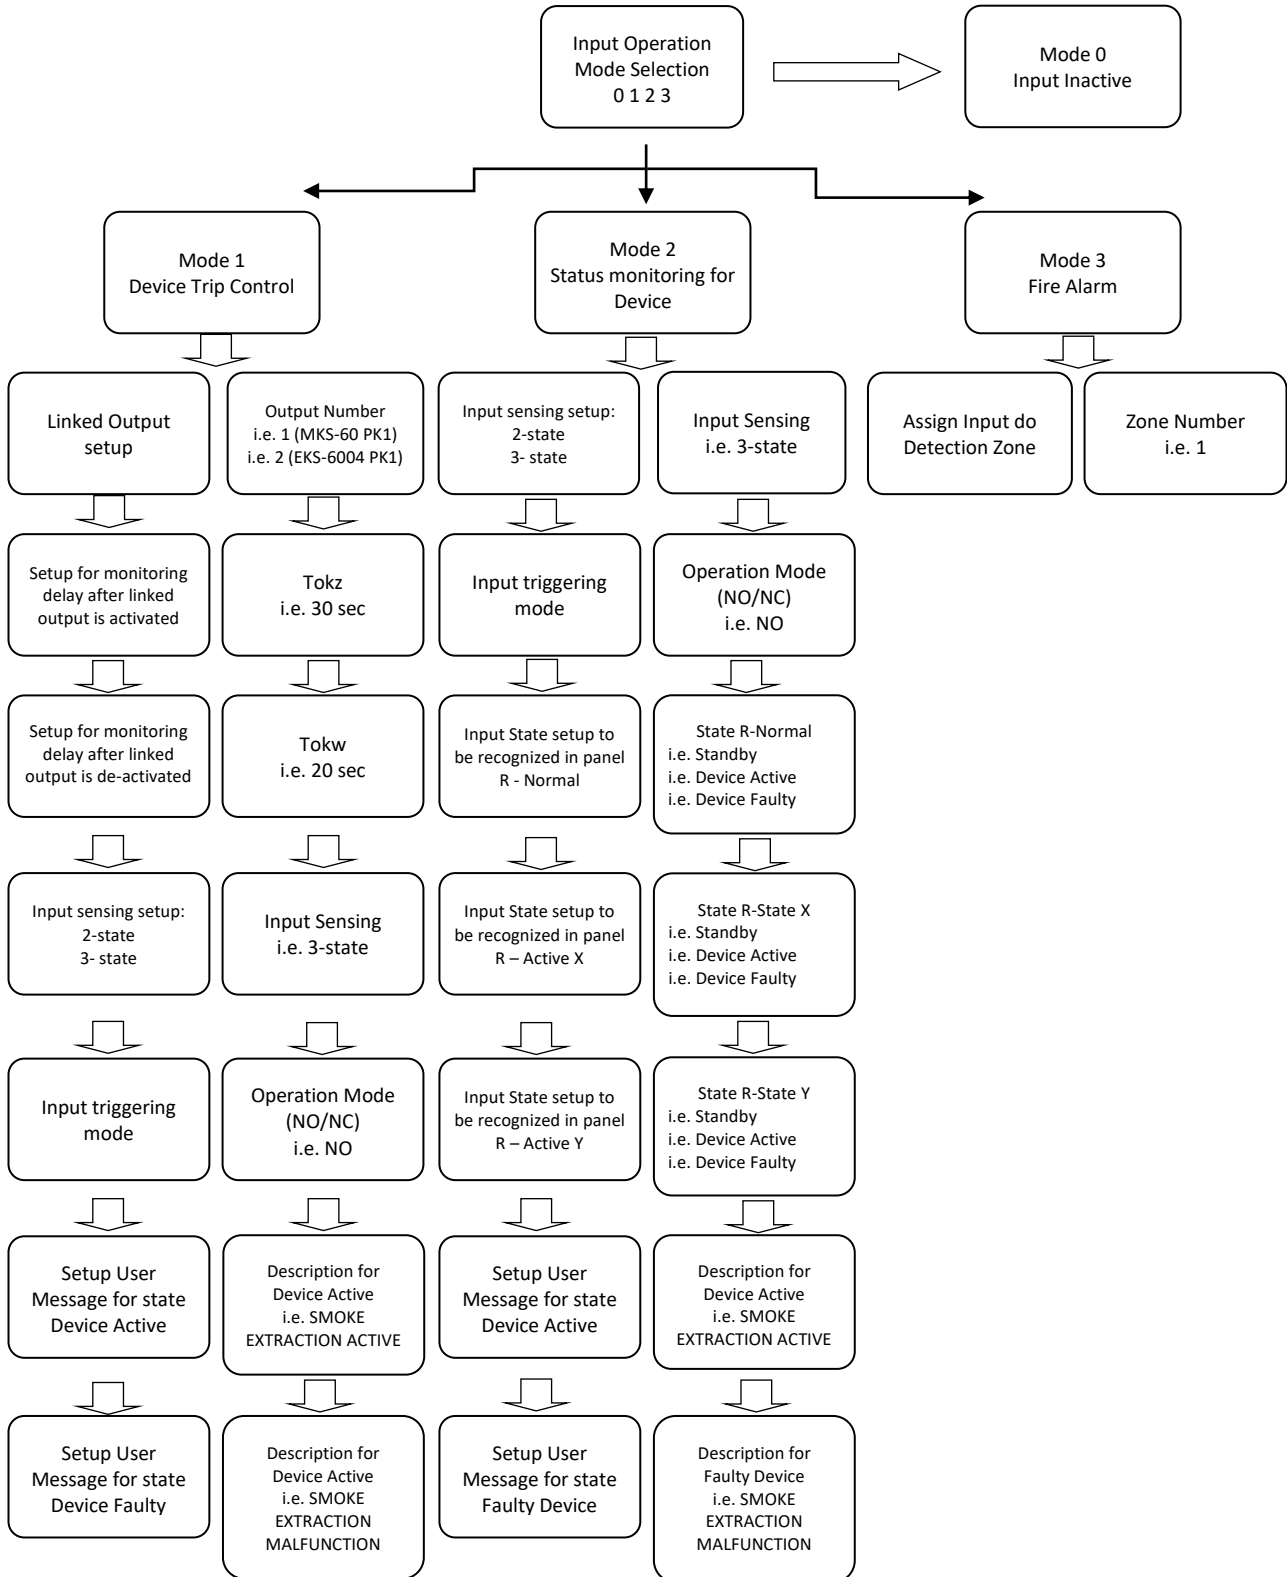 Input Operation
Mode Selection
0 1 2 3
Mode 0
Input Inactive
Mode 1
Device Trip Control
Mode 2
Status monitoring for
Device
Mode 3
Fire Alarm
Linked Output
setup
Output Number
i.e. 1 (MKS-60 PK1)
i.e. 2 (EKS-6004 PK1)
Input sensing setup:
2-state
3- state
Input Sensing
i.e. 3-state
Assign Input do
Detection Zone
Zone Number
i.e. 1
Setup for monitoring
delay after linked
output is activated
Tokz
i.e. 30 sec
Input triggering
mode
Operation Mode
(NO/NC)
i.e. NO
Setup for monitoring
delay after linked
output is de-activated
Tokw
i.e. 20 sec
Input State setup to
be recognized in panel
R - Normal
State R-Normal
i.e. Standby
i.e. Device Active
i.e. Device Faulty
Input sensing setup:
2-state
3- state
Input Sensing
i.e. 3-state
Input State setup to
be recognized in panel
R – Active X
State R-State X
i.e. Standby
i.e. Device Active
i.e. Device Faulty
Input triggering
mode
Operation Mode
(NO/NC)
i.e. NO
Input State setup to
be recognized in panel
R – Active Y
State R-State Y
i.e. Standby
i.e. Device Active
i.e. Device Faulty
Setup User
Message for state
Device Active
Description for
Device Active
i.e. SMOKE
EXTRACTION ACTIVE
Setup User
Message for state
Device Active
Description for
Device Active
i.e. SMOKE
EXTRACTION ACTIVE
Setup User
Message for state
Device Faulty
Description for
Device Active
i.e. SMOKE
EXTRACTION
MALFUNCTION
Setup User
Message for state
Faulty Device
Description for
Faulty Device
i.e. SMOKE
EXTRACTION
MALFUNCTION